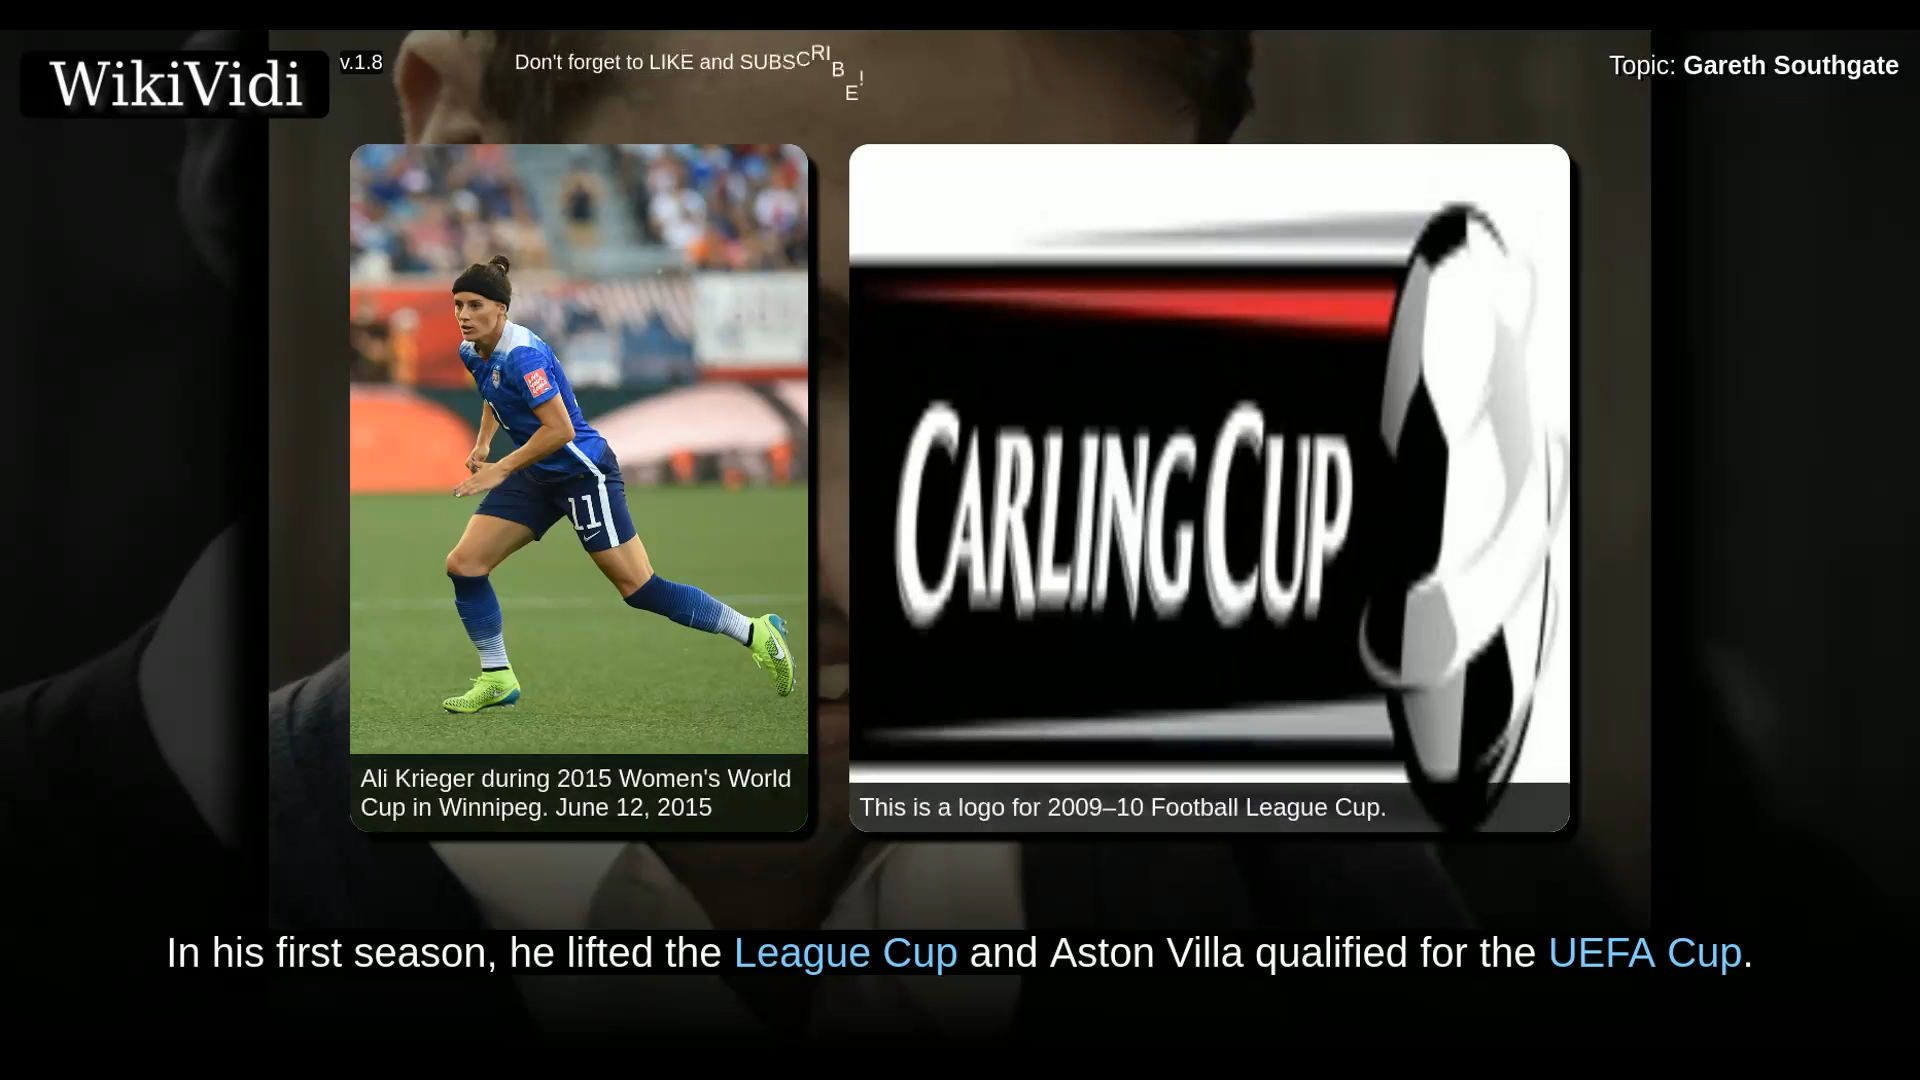 WikiVidi
v.1.8
Don't forget to LIKE and SUBSCRIBE!
Topic: Gareth Southgate
11
CARLING CUP
Ali Krieger during 2015 Women's World
Cup in Winnipeg. June 12, 2015
This is a logo for 2009–10 Football League Cup.
In his first season, he lifted the League Cup and Aston Villa qualified for the UEFA Cup.